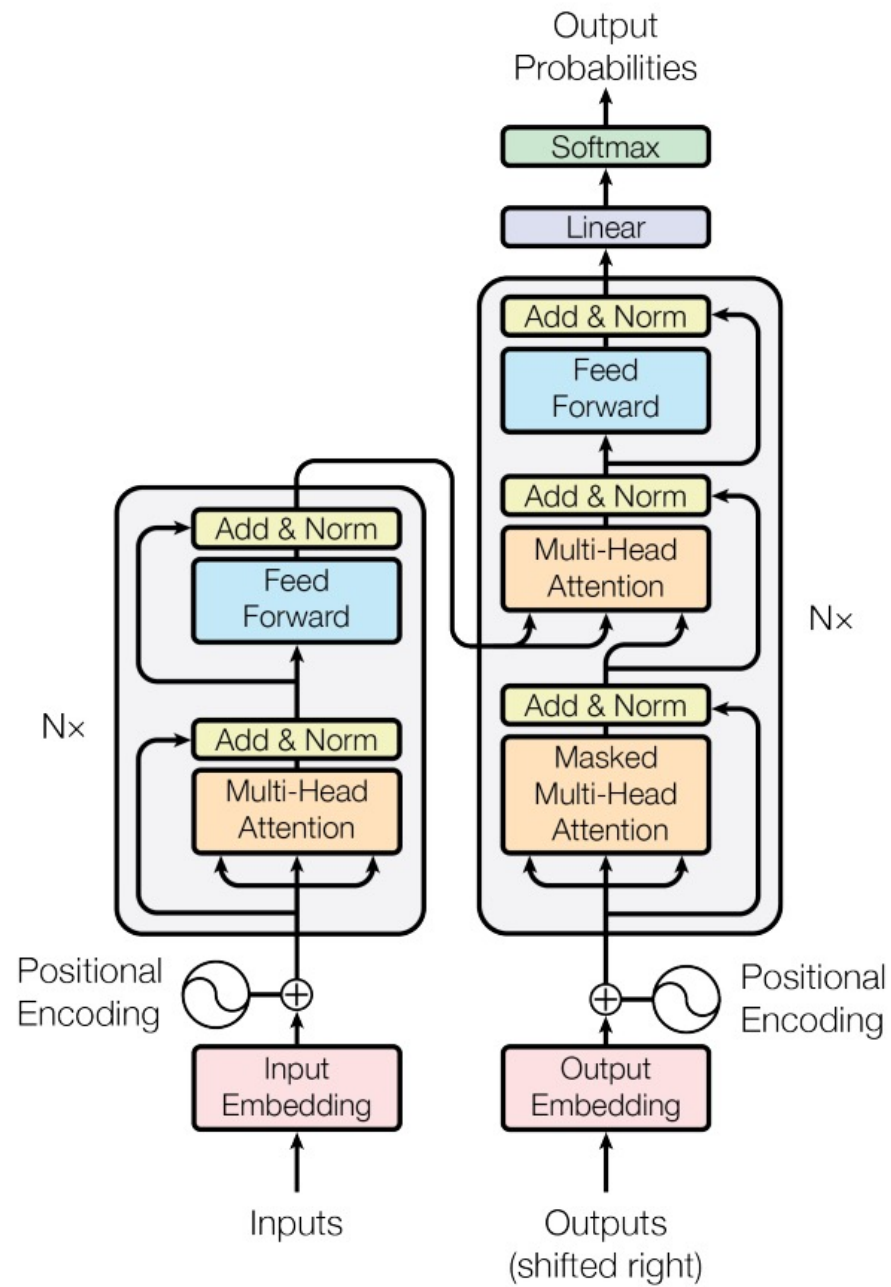 Output
Probabilities
Softmax
Linear
Add & Norm
Feed
Forward
Add & Norm
Multi-Head
Attention
Add & Norm
Masked
Multi-Head
Attention
N×
Add & Norm
Feed
Forward
Add & Norm
Multi-Head
Attention
N×
Positional
Encoding
Positional
Encoding
Input
Embedding
Output
Embedding
Inputs
Outputs
(shifted right)